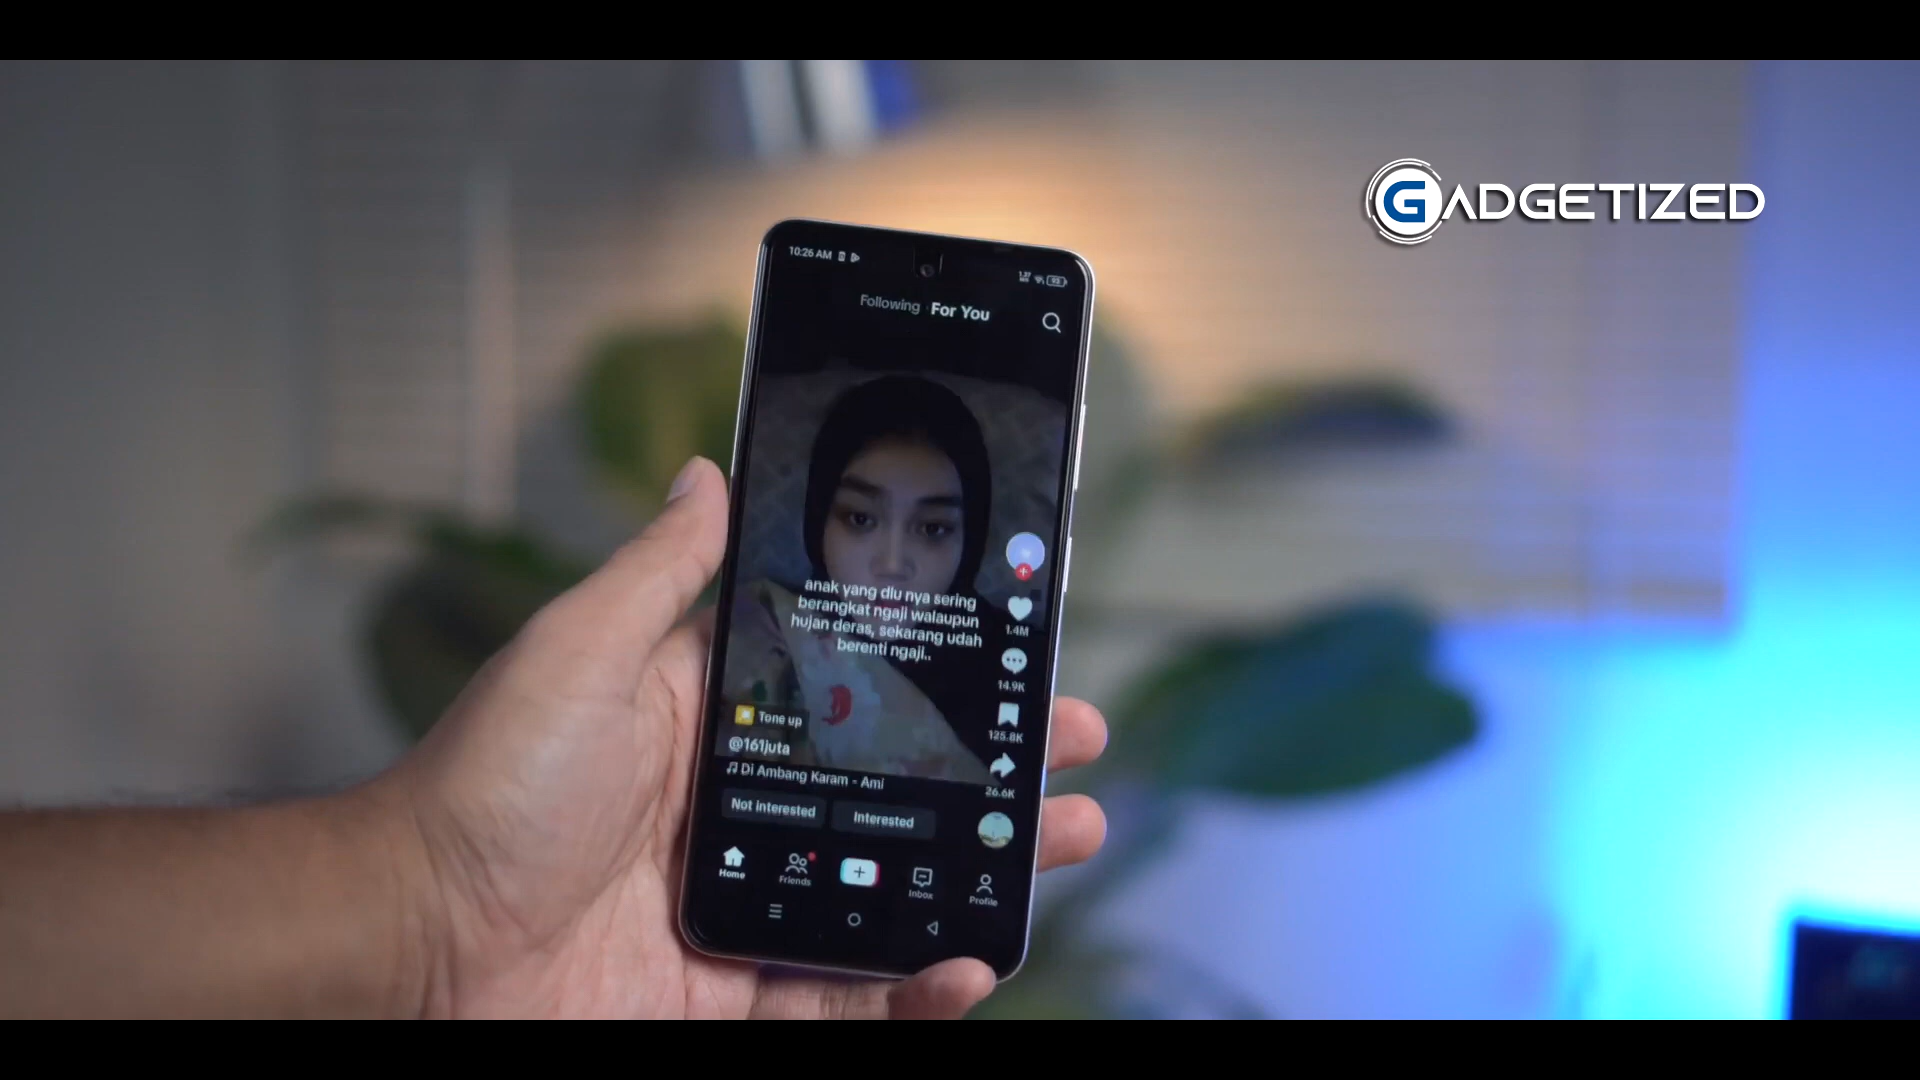 GADGETIZED
10:26 AM
Following For You
anak yang dlu nya sering
berangkat ngaji walaupun
hujan deras, sekarang udah
berenti ngaji..
1.4M
14.9K
125.8K
26.6K
Tone up
@161juta
Di Ambang Karam - Ami
Not interested Interested
Home Friends Inbox Profile